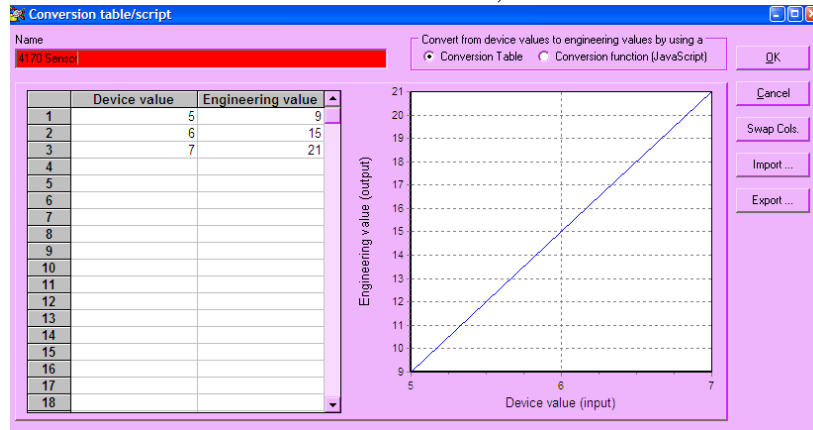 Conversion table/script
Name
4170 Sensor
Convert from device values to engineering values by using a
Conversion Table Conversion function (JavaScript)
OK
Cancel
Swap Cols.
Import ...
Export ...
Device value Engineering value
1 5 9
2 6 15
3 7 21
4
5
6
7
8
9
10
11
12
13
14
15
16
17
18
Engineering value (output)
21
20
19
18
17
16
15
14
13
12
11
10
9
5 6 7
Device value (input)